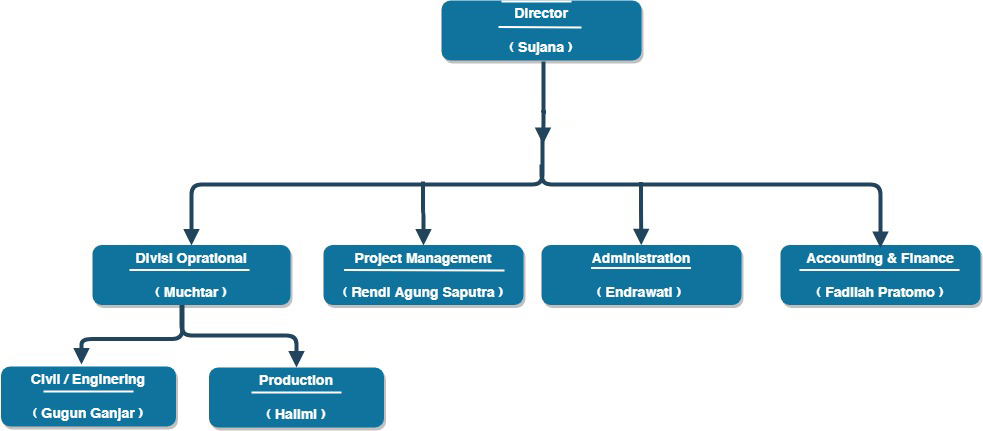 Director
( Sujana )
Divisi Oprational
( Muchtar )
Project Management
( Rendi Agung Saputra )
Administration
( Endrawati )
Accounting & Finance
( Fadilah Pratomo )
Civil / Enginering
( Gugun Ganjar )
Production
( Halimi )